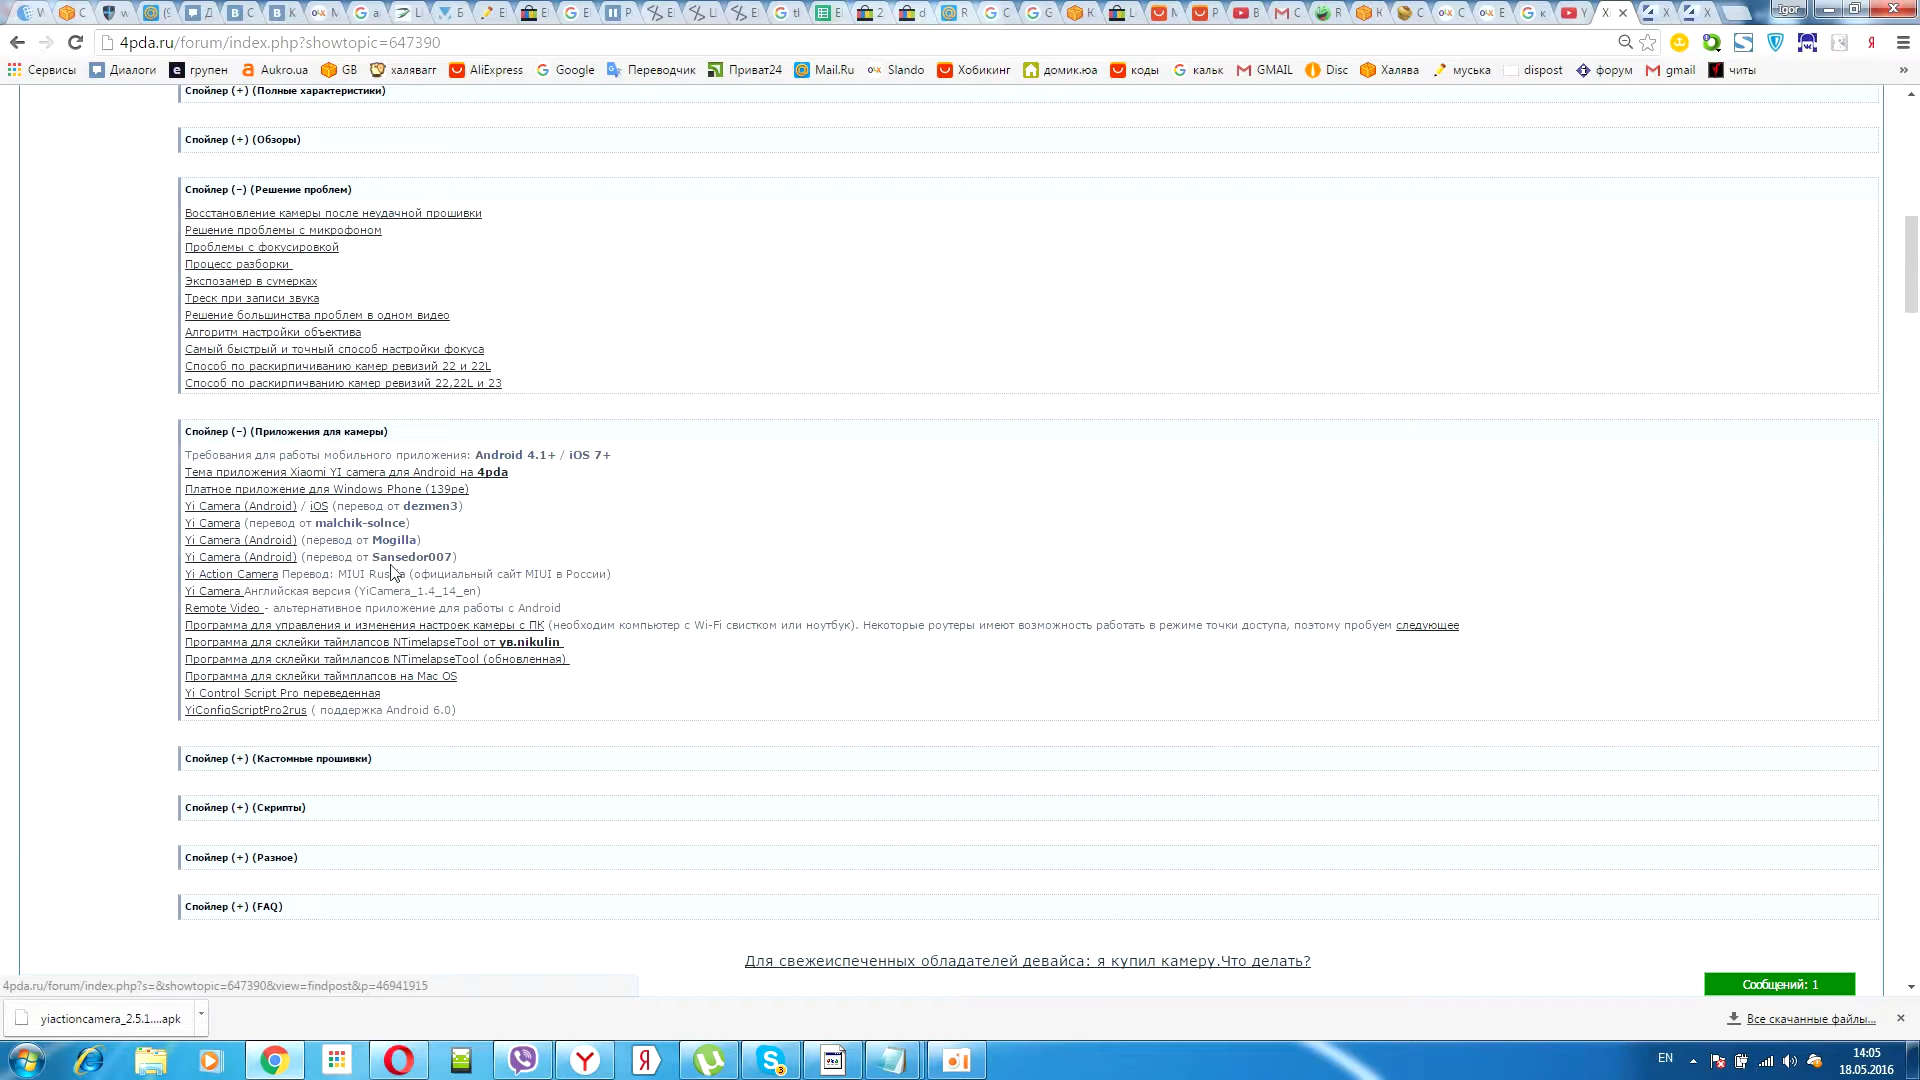 Igor
4pda.ru/forum/index.php?showtopic=647390
Сервисы Диалоги групен Aukro.ua GB халявагг AliExpress Google Переводчик Приват24 Mail.Ru Slando Хобикинг домик.юа коды кальк GMAIL Disc Халява муська dispost форум gmail читы »
Спойлер (+) (Полные характеристики)
Спойлер (+) (Обзоры)
Спойлер (−) (Решение проблем)
Восстановление камеры после неудачной прошивки
Решение проблемы с микрофоном
Проблемы с фокусировкой
Процесс разборки
Экспозамер в сумерках
Треск при записи звука
Решение большинства проблем в одном видео
Алгоритм настройки объектива
Самый быстрый и точный способ настройки фокуса
Способ по раскирпичиванию камер ревизий 22 и 22L
Способ по раскирпичванию камер ревизий 22,22L и 23
Спойлер (−) (Приложения для камеры)
Требования для работы мобильного приложения: Android 4.1+ / iOS 7+
Тема приложения Xiaomi YI camera для Android на 4pda
Платное приложение для Windows Phone (139ре)
Yi Camera (Android) / iOS (перевод от dezmen3)
Yi Camera (перевод от malchik-solnce)
Yi Camera (Android) (перевод от Mogilla)
Yi Camera (Android) (перевод от Sansedor007)
Yi Action Camera Перевод: MIUI Russia (официальный сайт MIUI в России)
Yi Camera Английская версия (YiCamera_1.4_14_en)
Remote Video - альтернативное приложение для работы с Android
Программа для управления и изменения настроек камеры с ПК (необходим компьютер с Wi-Fi свистком или ноутбук). Некоторые роутеры имеют возможность работать в режиме точки доступа, поэтому пробуем следующее
Программа для склейки таймлапсов NTimelapseTool от ув.nikulin
Программа для склейки таймлапсов NTimelapseTool (обновленная)
Программа для склейки таймплапсов на Mac OS
Yi Control Script Pro переведенная
YiConfigScriptPro2rus ( поддержка Android 6.0)
Спойлер (+) (Кастомные прошивки)
Спойлер (+) (Скрипты)
Спойлер (+) (Разное)
Спойлер (+) (FAQ)
Для свежеиспеченных обладателей девайса: я купил камеру.Что делать?
Сообщений: 1
4pda.ru/forum/index.php?s=&showtopic=647390&view=findpost&p=46941915
yiactioncamera_2.5.1....apk
Все скачанные файлы...
EN
14:05
18.05.2016